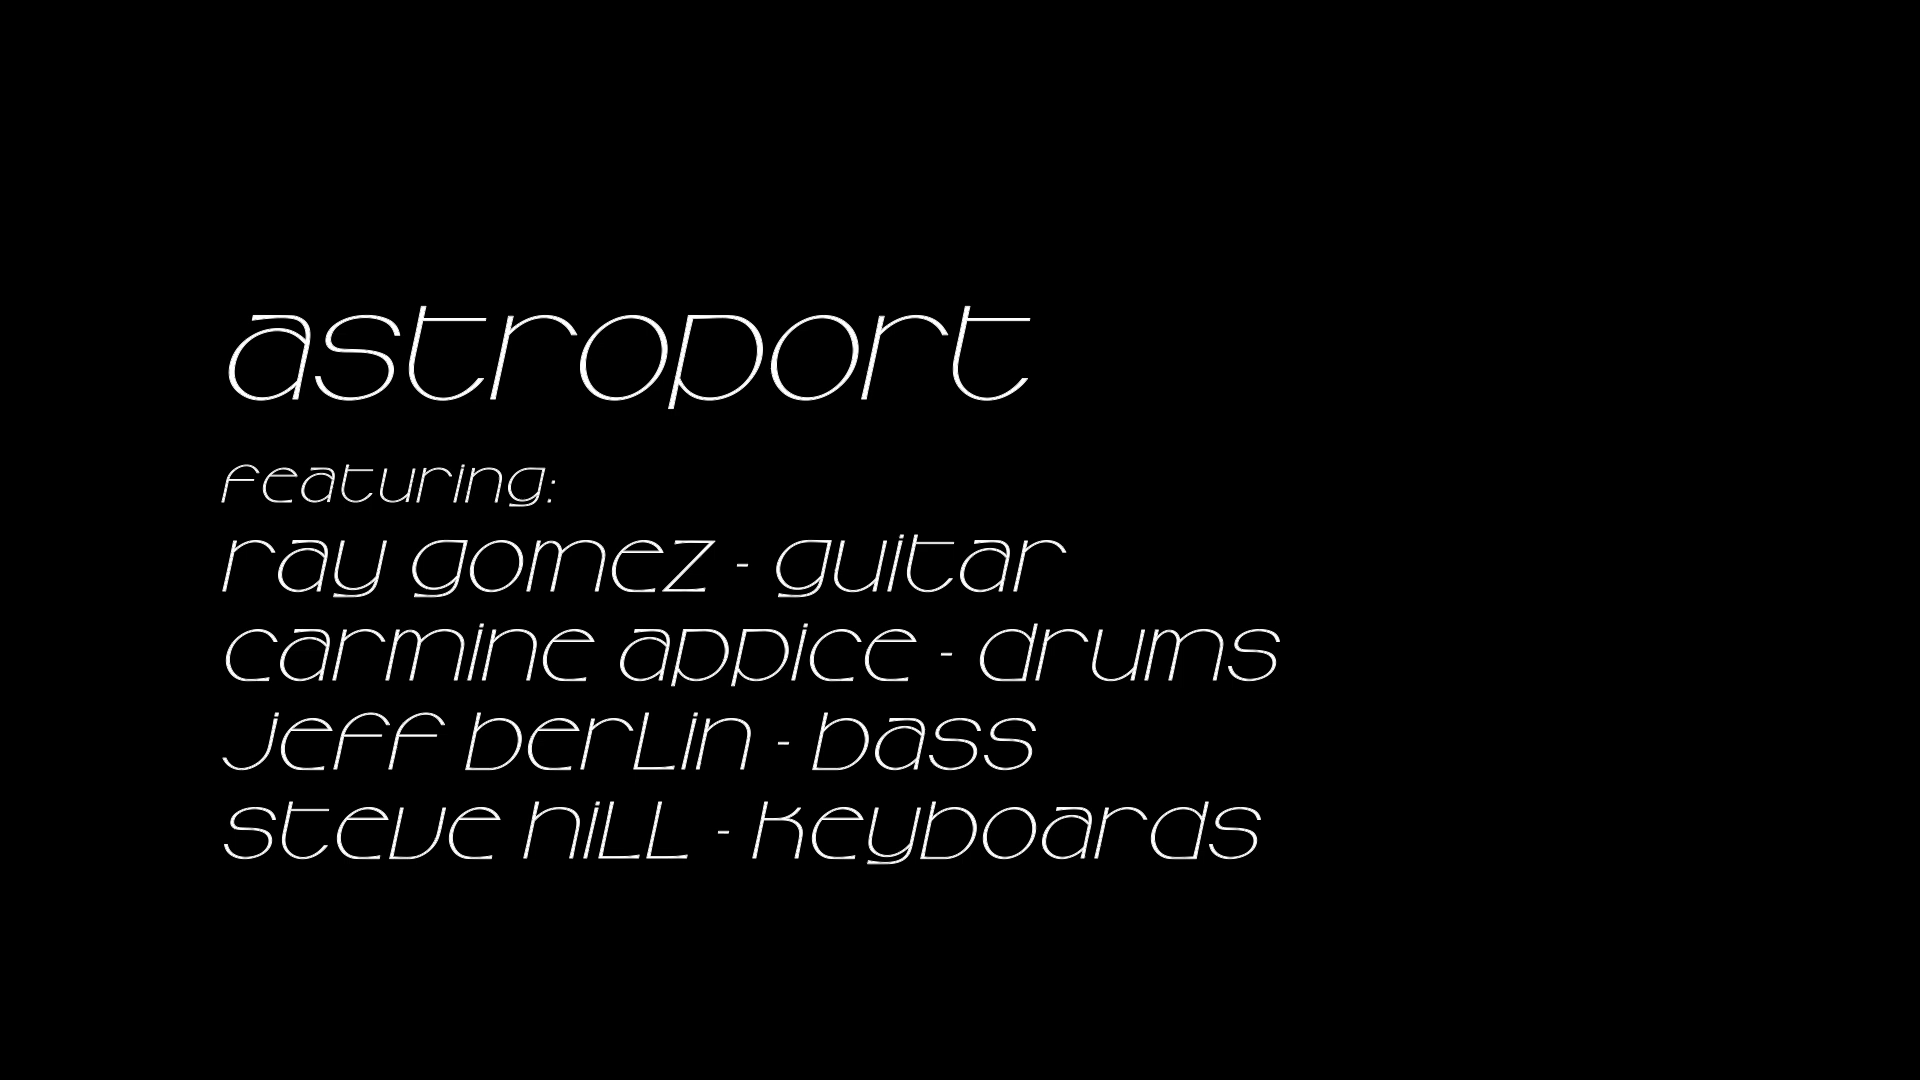 astroport
featuring:
ray gomez - guitar
carmine appice - drums
jeff berlin - bass
steve hill - keyboards